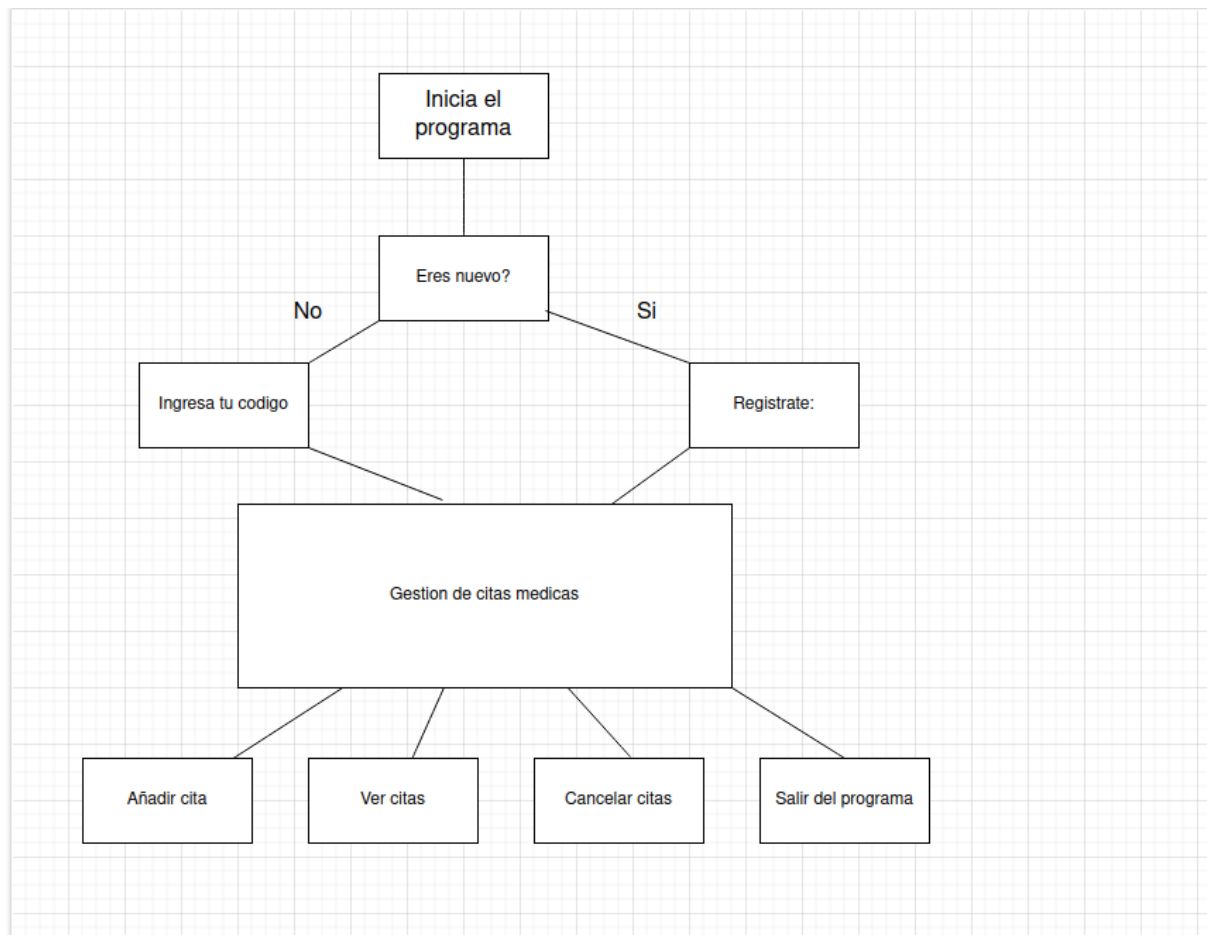 Inicia el
programa
Eres nuevo?
No
Si
Ingresa tu codigo
Registrate:
Gestion de citas medicas
Añadir cita
Ver citas
Cancelar citas
Salir del programa